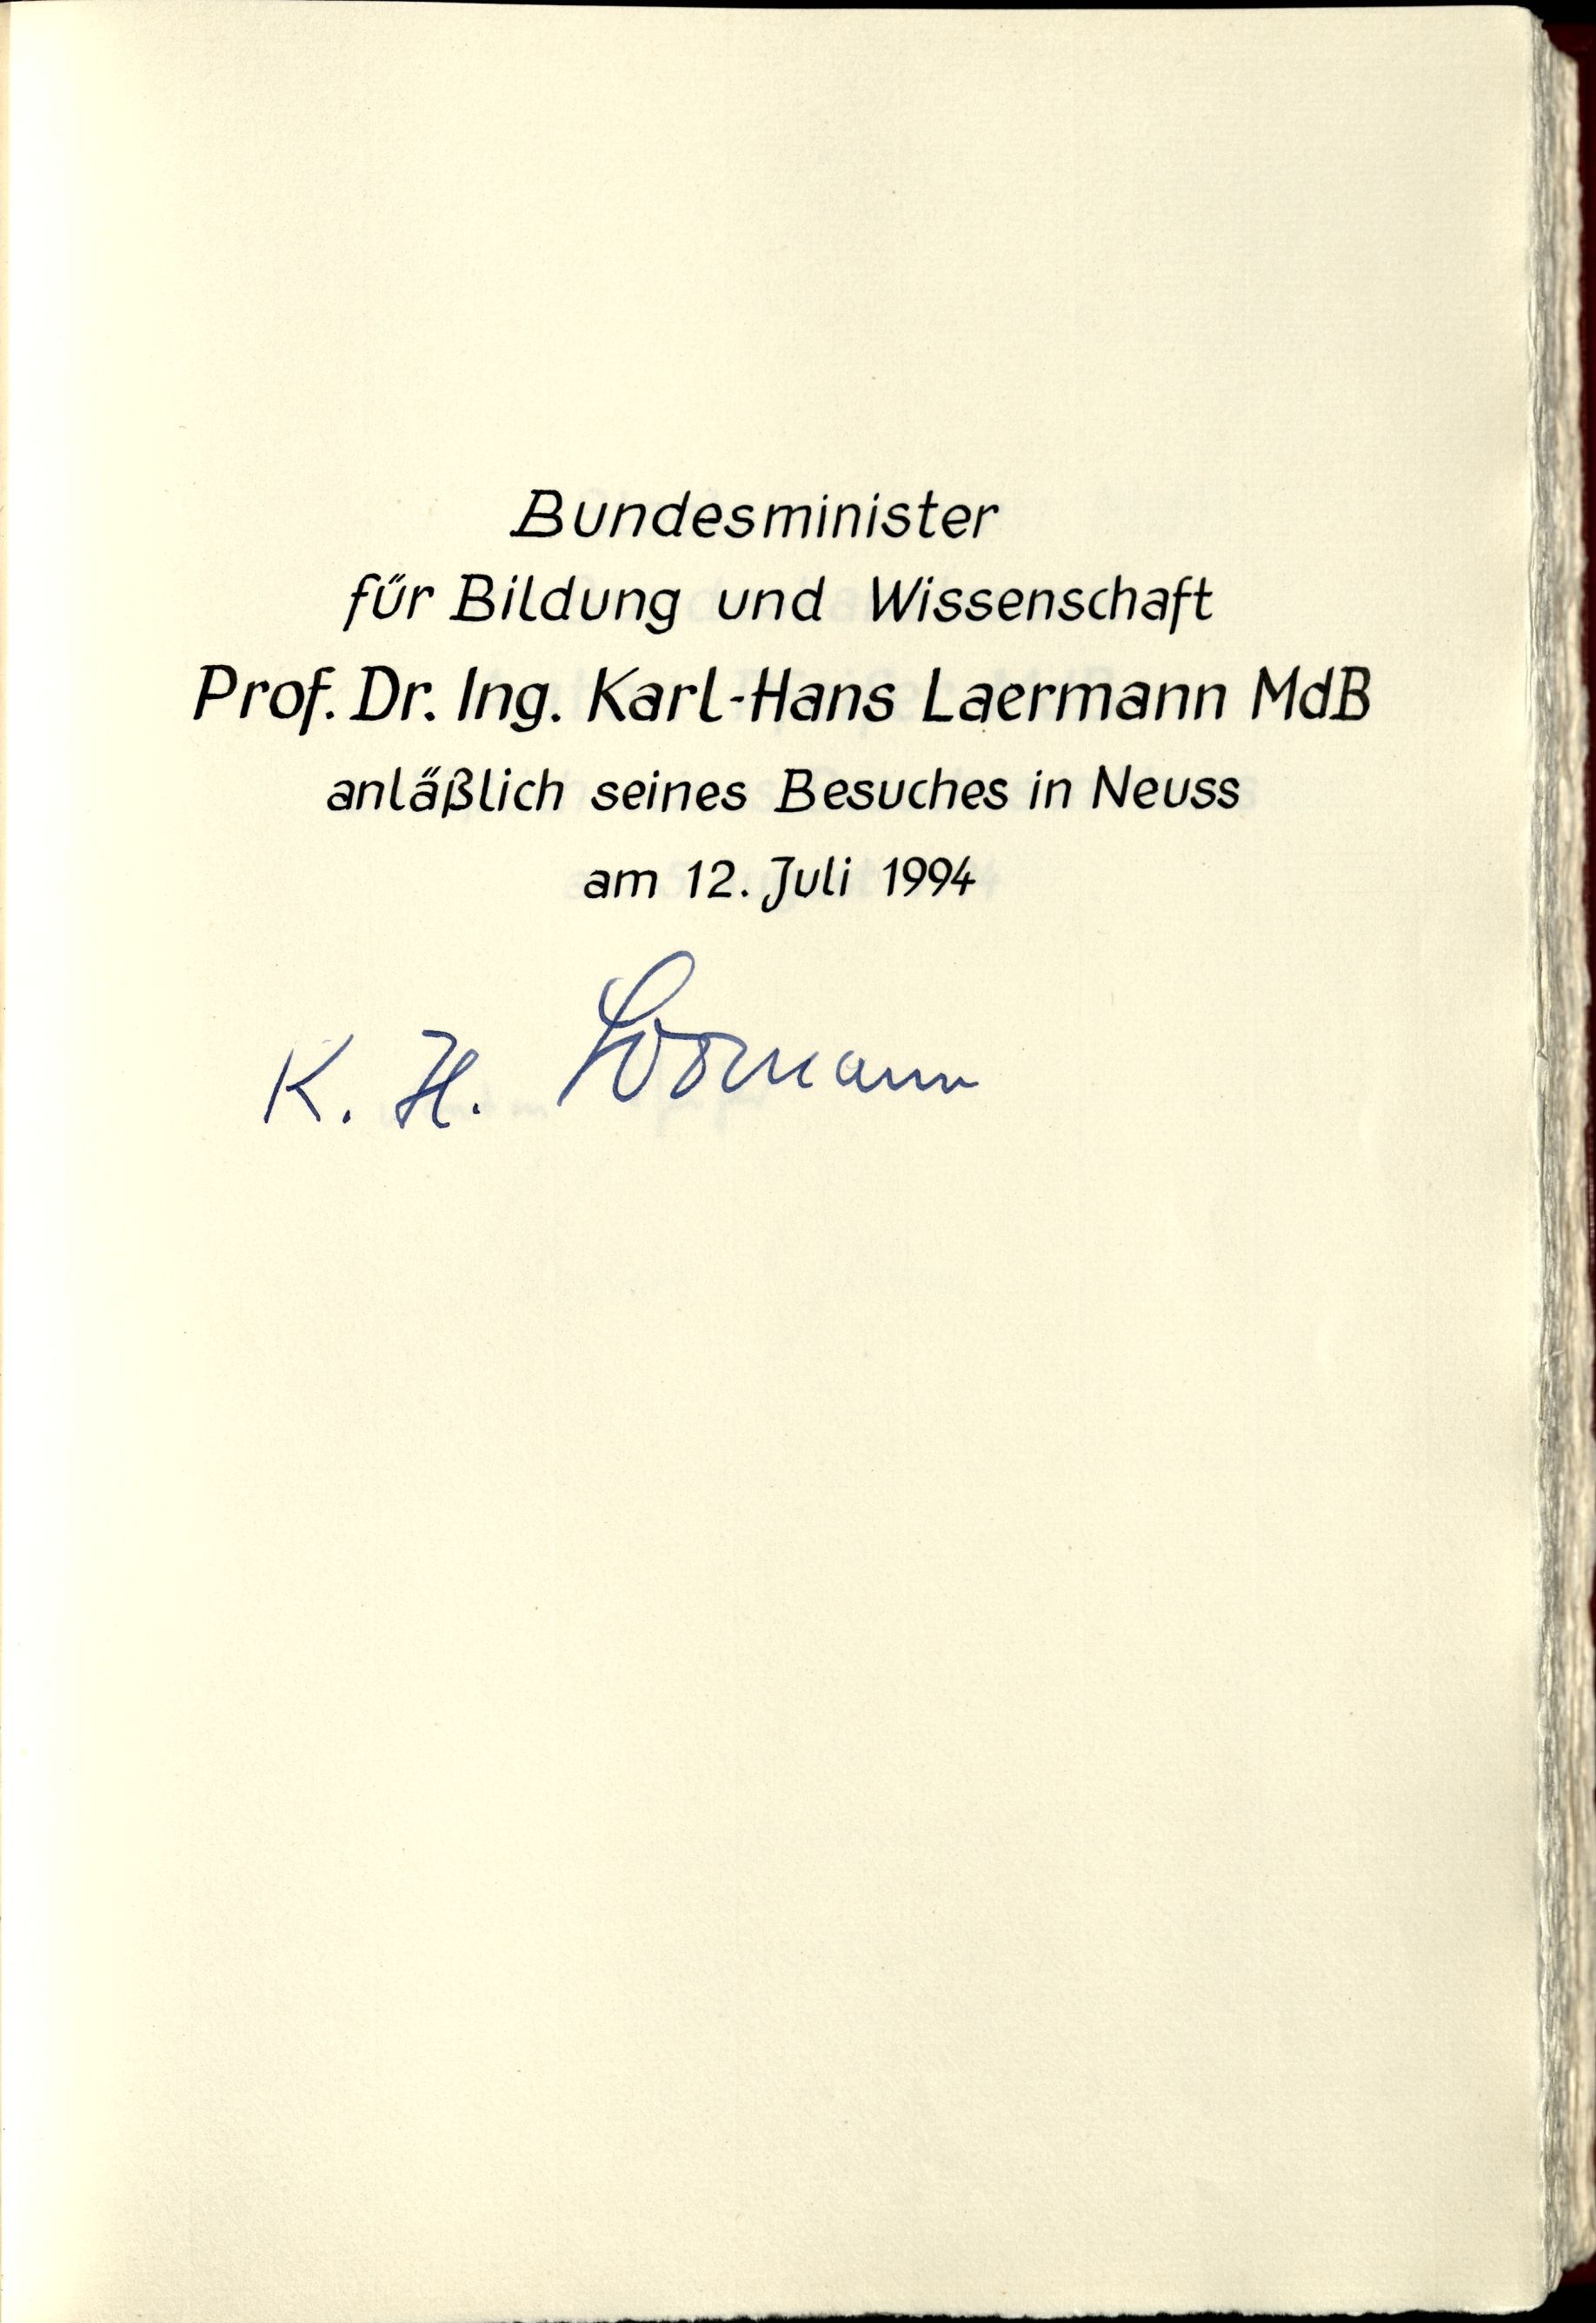 Bundesminister
für Bildung und Wissenschaft
Prof. Dr. Ing. Karl-Hans Laermann MdB
anläßlich seines Besuches in Neuss
am 12. Juli 1994
K. H. Laermann